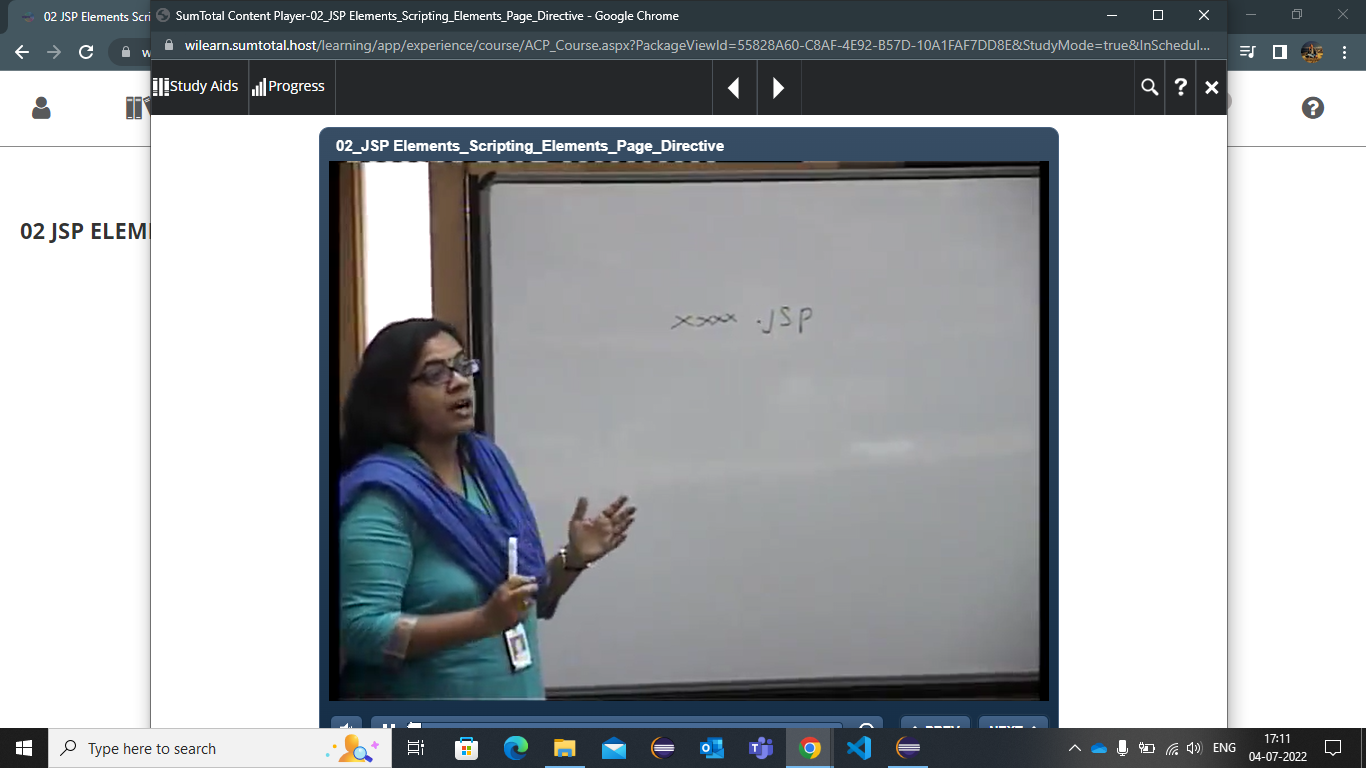 02 JSP Elements Scri
SumTotal Content Player-02_JSP Elements_Scripting_Elements_Page_Directive - Google Chrome
wilearn.sumtotal.host/learning/app/experience/course/ACP_Course.aspx?PackageViewId=55828A60-C8AF-4E92-B57D-10A1FAF7DD8E&StudyMode=true&InSchedul...
Study Aids
Progress
?
02_JSP Elements_Scripting_Elements_Page_Directive
02 JSP ELEM
xxxx .jsp
PREV
NEXT
Type here to search
ENG
17:11
04-07-2022